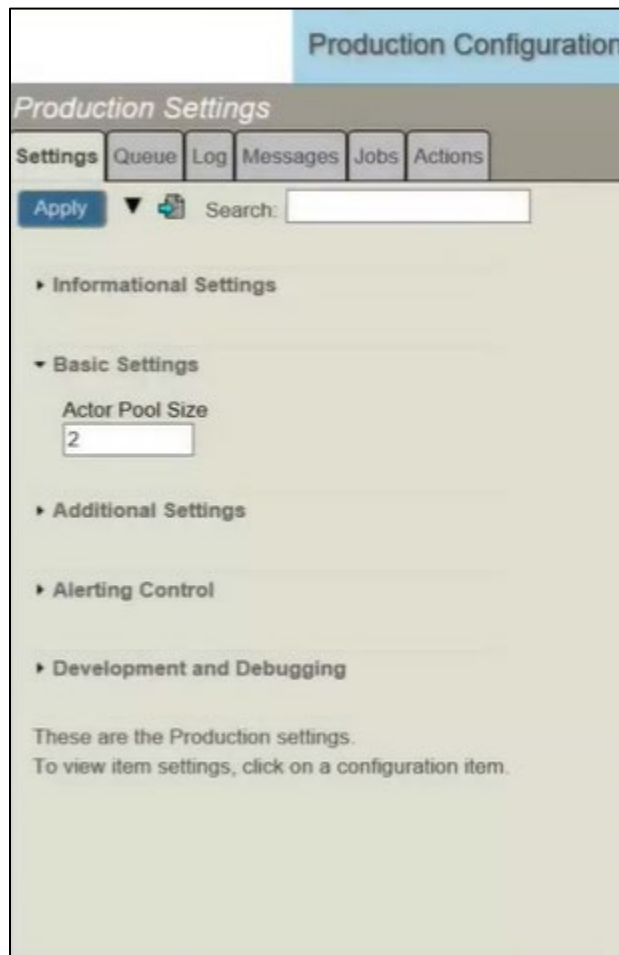 Production Configuration
Production Settings
Settings Queue Log Messages Jobs Actions
Apply Search:
Informational Settings
Basic Settings
Actor Pool Size
2
Additional Settings
Alerting Control
Development and Debugging
These are the Production settings.
To view item settings, click on a configuration item.